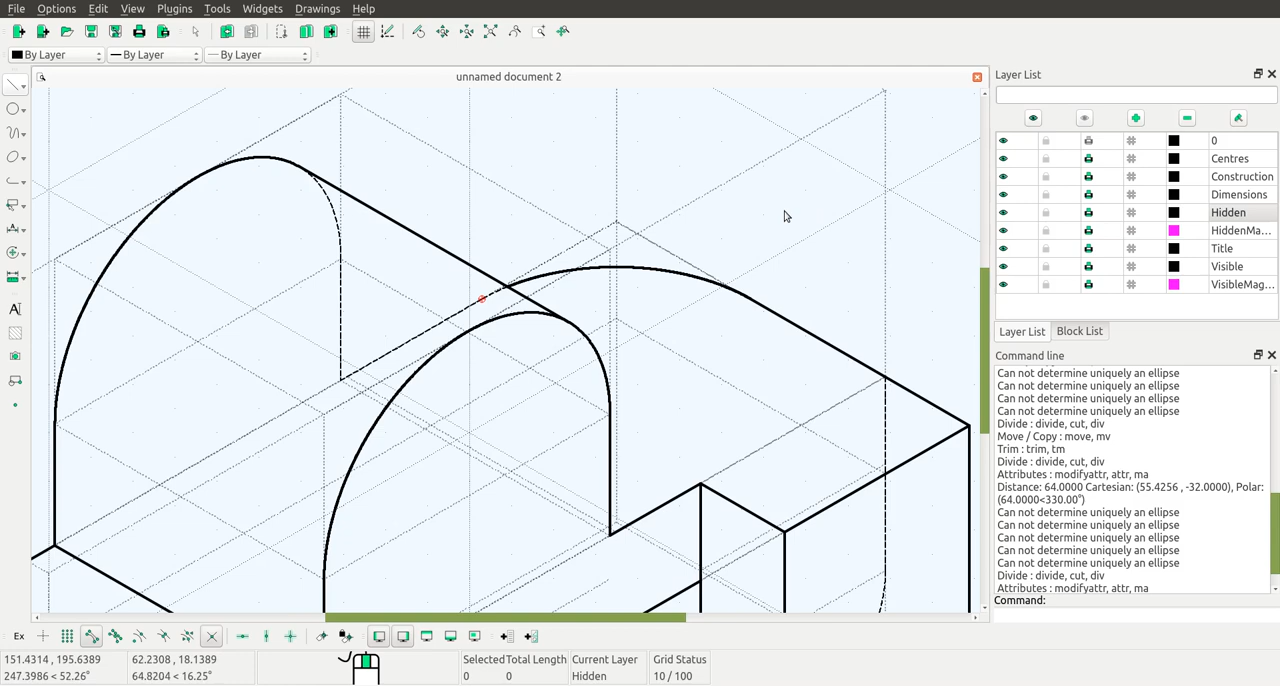 File Options Edit View Plugins Tools Widgets Drawings Help
By Layer By Layer By Layer
unnamed document 2
Layer List
0
Centres
Construction
Dimensions
Hidden
HiddenMa...
Title
Visible
VisibleMag...
Layer List Block List
Command line
Can not determine uniquely an ellipse
Can not determine uniquely an ellipse
Can not determine uniquely an ellipse
Can not determine uniquely an ellipse
Divide : divide, cut, div
Move / Copy : move, mv
Trim : trim, tm
Divide : divide, cut, div
Attributes : modifyattr, attr, ma
Distance: 64.0000 Cartesian: (55.4256 , -32.0000), Polar:
(64.0000<330.00°)
Can not determine uniquely an ellipse
Can not determine uniquely an ellipse
Can not determine uniquely an ellipse
Can not determine uniquely an ellipse
Can not determine uniquely an ellipse
Divide : divide, cut, div
Attributes : modifyattr, attr, ma
Command:
Ex
151.4314 , 195.6389
247.3986 < 52.26°
62.2308 , 18.1389
64.8204 < 16.25°
Selected Total Length
0 0
Current Layer
Hidden
Grid Status
10 / 100